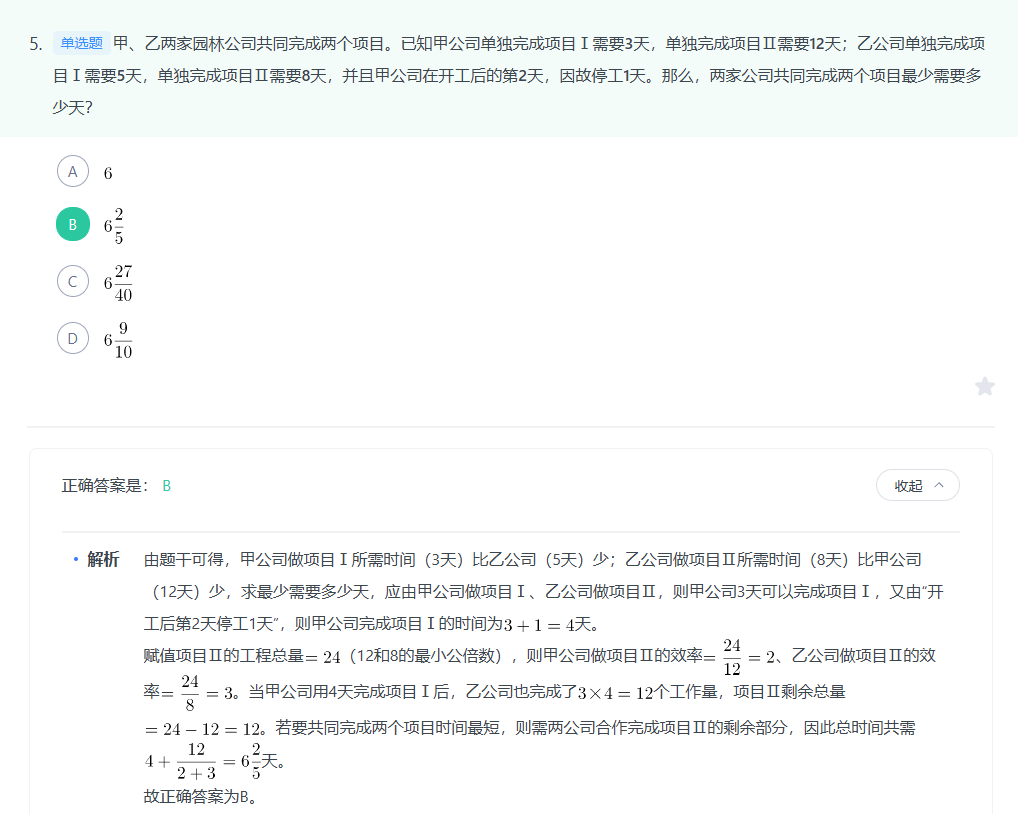 5. 单选题 甲、乙两家园林公司共同完成两个项目。已知甲公司单独完成项目Ⅰ需要3天，单独完成项目Ⅱ需要12天；乙公司单独完成项
目Ⅰ需要5天，单独完成项目Ⅱ需要8天，并且甲公司在开工后的第2天，因故停工1天。那么，两家公司共同完成两个项目最少需要多
少天？
A 6
B 6 2/5
C 6 27/40
D 6 9/10
正确答案是： B
收起
• 解析 由题干可得，甲公司做项目Ⅰ所需时间（3天）比乙公司（5天）少；乙公司做项目Ⅱ所需时间（8天）比甲公司
（12天）少，求最少需要多少天，应由甲公司做项目Ⅰ、乙公司做项目Ⅱ，则甲公司3天可以完成项目Ⅰ，又由“开
工后第2天停工1天”，则甲公司完成项目Ⅰ的时间为3 + 1 = 4天。
赋值项目Ⅱ的工程总量= 24（12和8的最小公倍数），则甲公司做项目Ⅱ的效率= 24/12 = 2、乙公司做项目Ⅱ的效
率= 24/8 = 3。当甲公司用4天完成项目Ⅰ后，乙公司也完成了3 × 4 = 12个工作量，项目Ⅱ剩余总量
= 24 − 12 = 12。若要共同完成两个项目时间最短，则需两公司合作完成项目Ⅱ的剩余部分，因此总时间共需
4 + 12/(2 + 3) = 6 2/5天。
故正确答案为B。